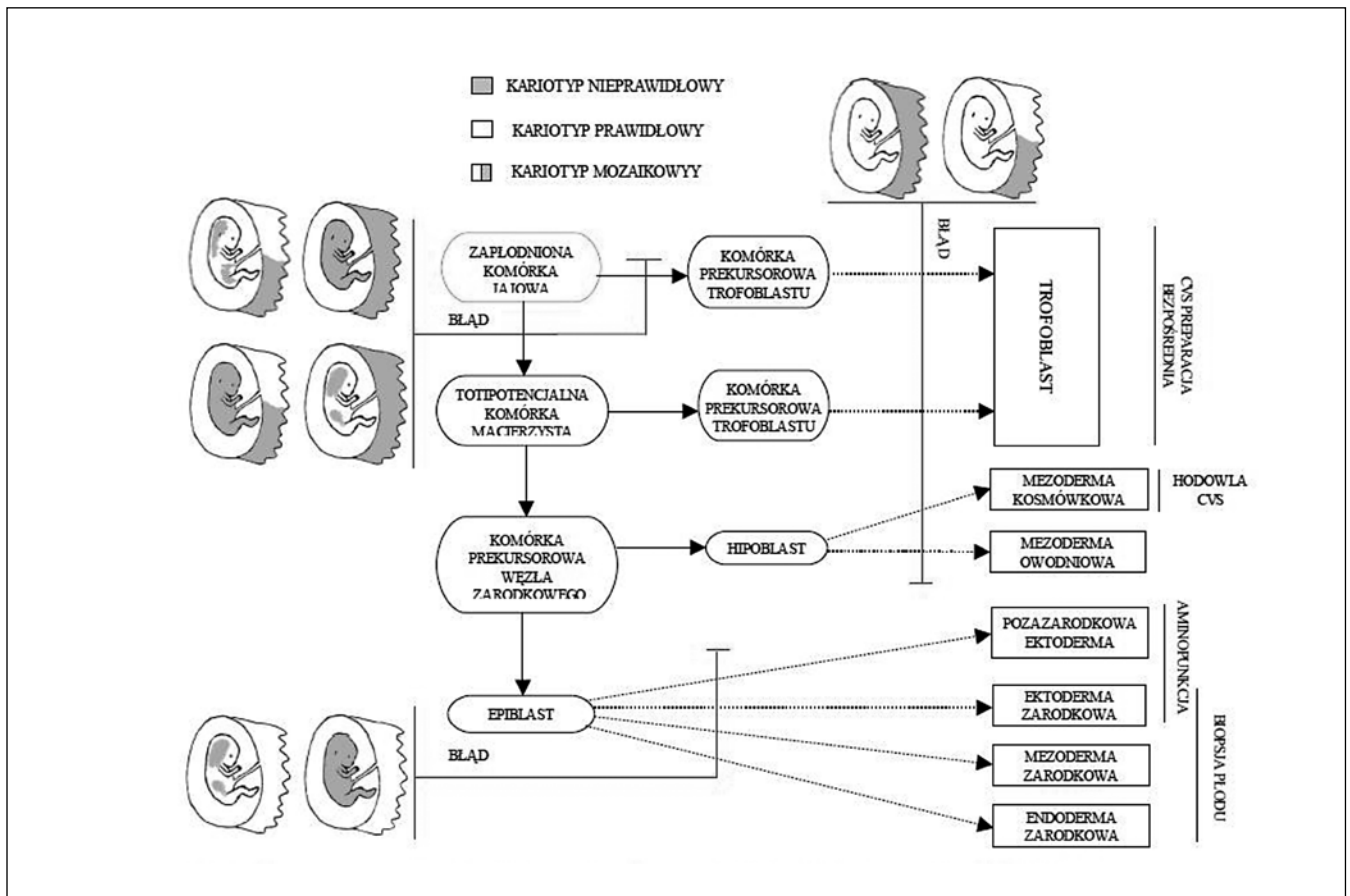 KARIOTYP NIEPRAWIDŁOWY
KARIOTYP PRAWIDŁOWY
KARIOTYP MOZAIKOWYY
BŁĄD
ZAPŁODNIONA
KOMÓRKA
JAJOWA
KOMÓRKA
PREKURSOROWA
TROFOBLASTU
BŁĄD
TROFOBLAST
CVS PREPARACJA
BEZPOŚREDNIA
TOTIPOTENCJALNA
KOMÓRKA
MACIERZYSTA
KOMÓRKA
PREKURSOROWA
TROFOBLASTU
KOMÓRKA
PREKURSOROWA
WĘZŁA
ZARODKOWEGO
HIPOBLAST
MEZODERMA
KOSMÓWKOWA
HODOWLA
CVS
MEZODERMA
OWODNIOWA
EPIBLAST
BŁĄD
POZAZARODKOWA
EKTODERMA
EKTODERMA
ZARODKOWA
AMINOPUNKCJA
MEZODERMA
ZARODKOWA
ENDODERMA
ZARODKOWA
BIOPSJA PŁODU